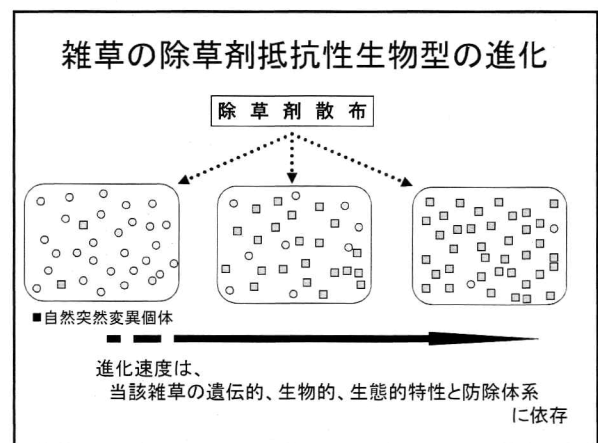 雑草の除草剤抵抗性生物型の進化
除草剤散布
■自然突然変異個体
進化速度は、
当該雑草の遺伝的、生物的、生態的特性と防除体系
に依存